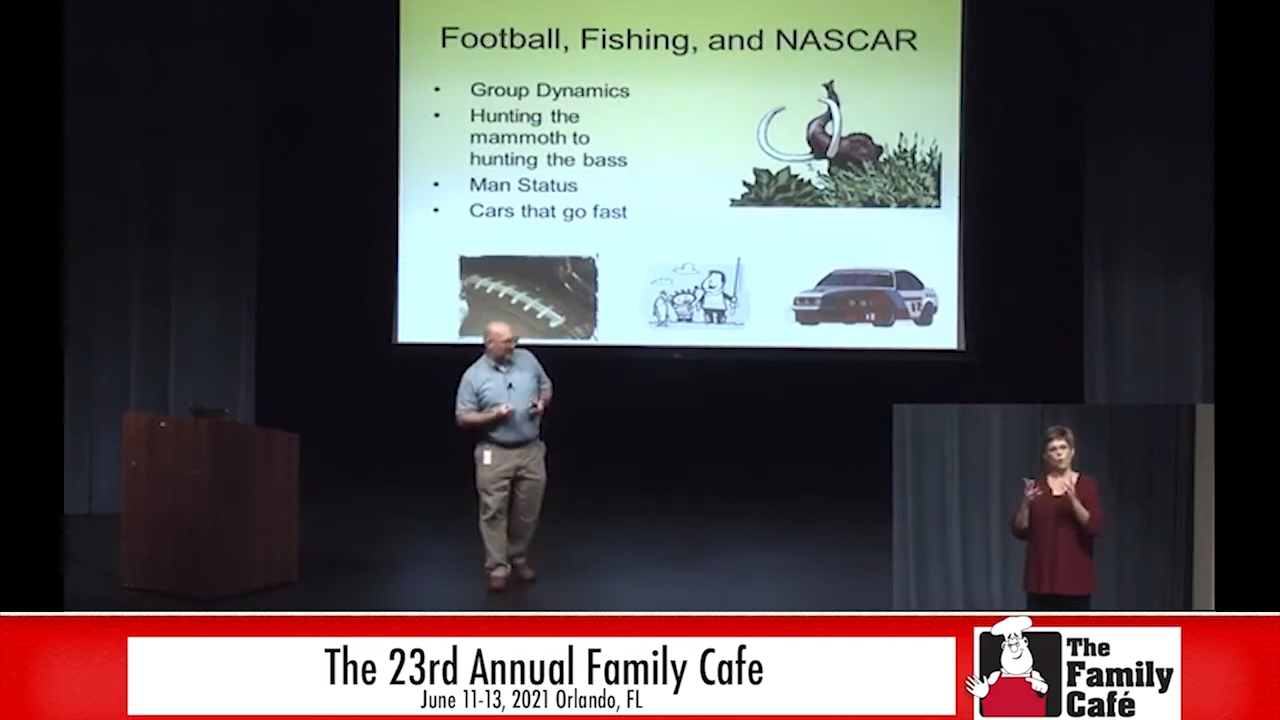 Football, Fishing, and NASCAR
• Group Dynamics
• Hunting the
mammoth to
hunting the bass
• Man Status
• Cars that go fast
12
The 23rd Annual Family Cafe
June 11-13, 2021 Orlando, FL
The
Family
Café